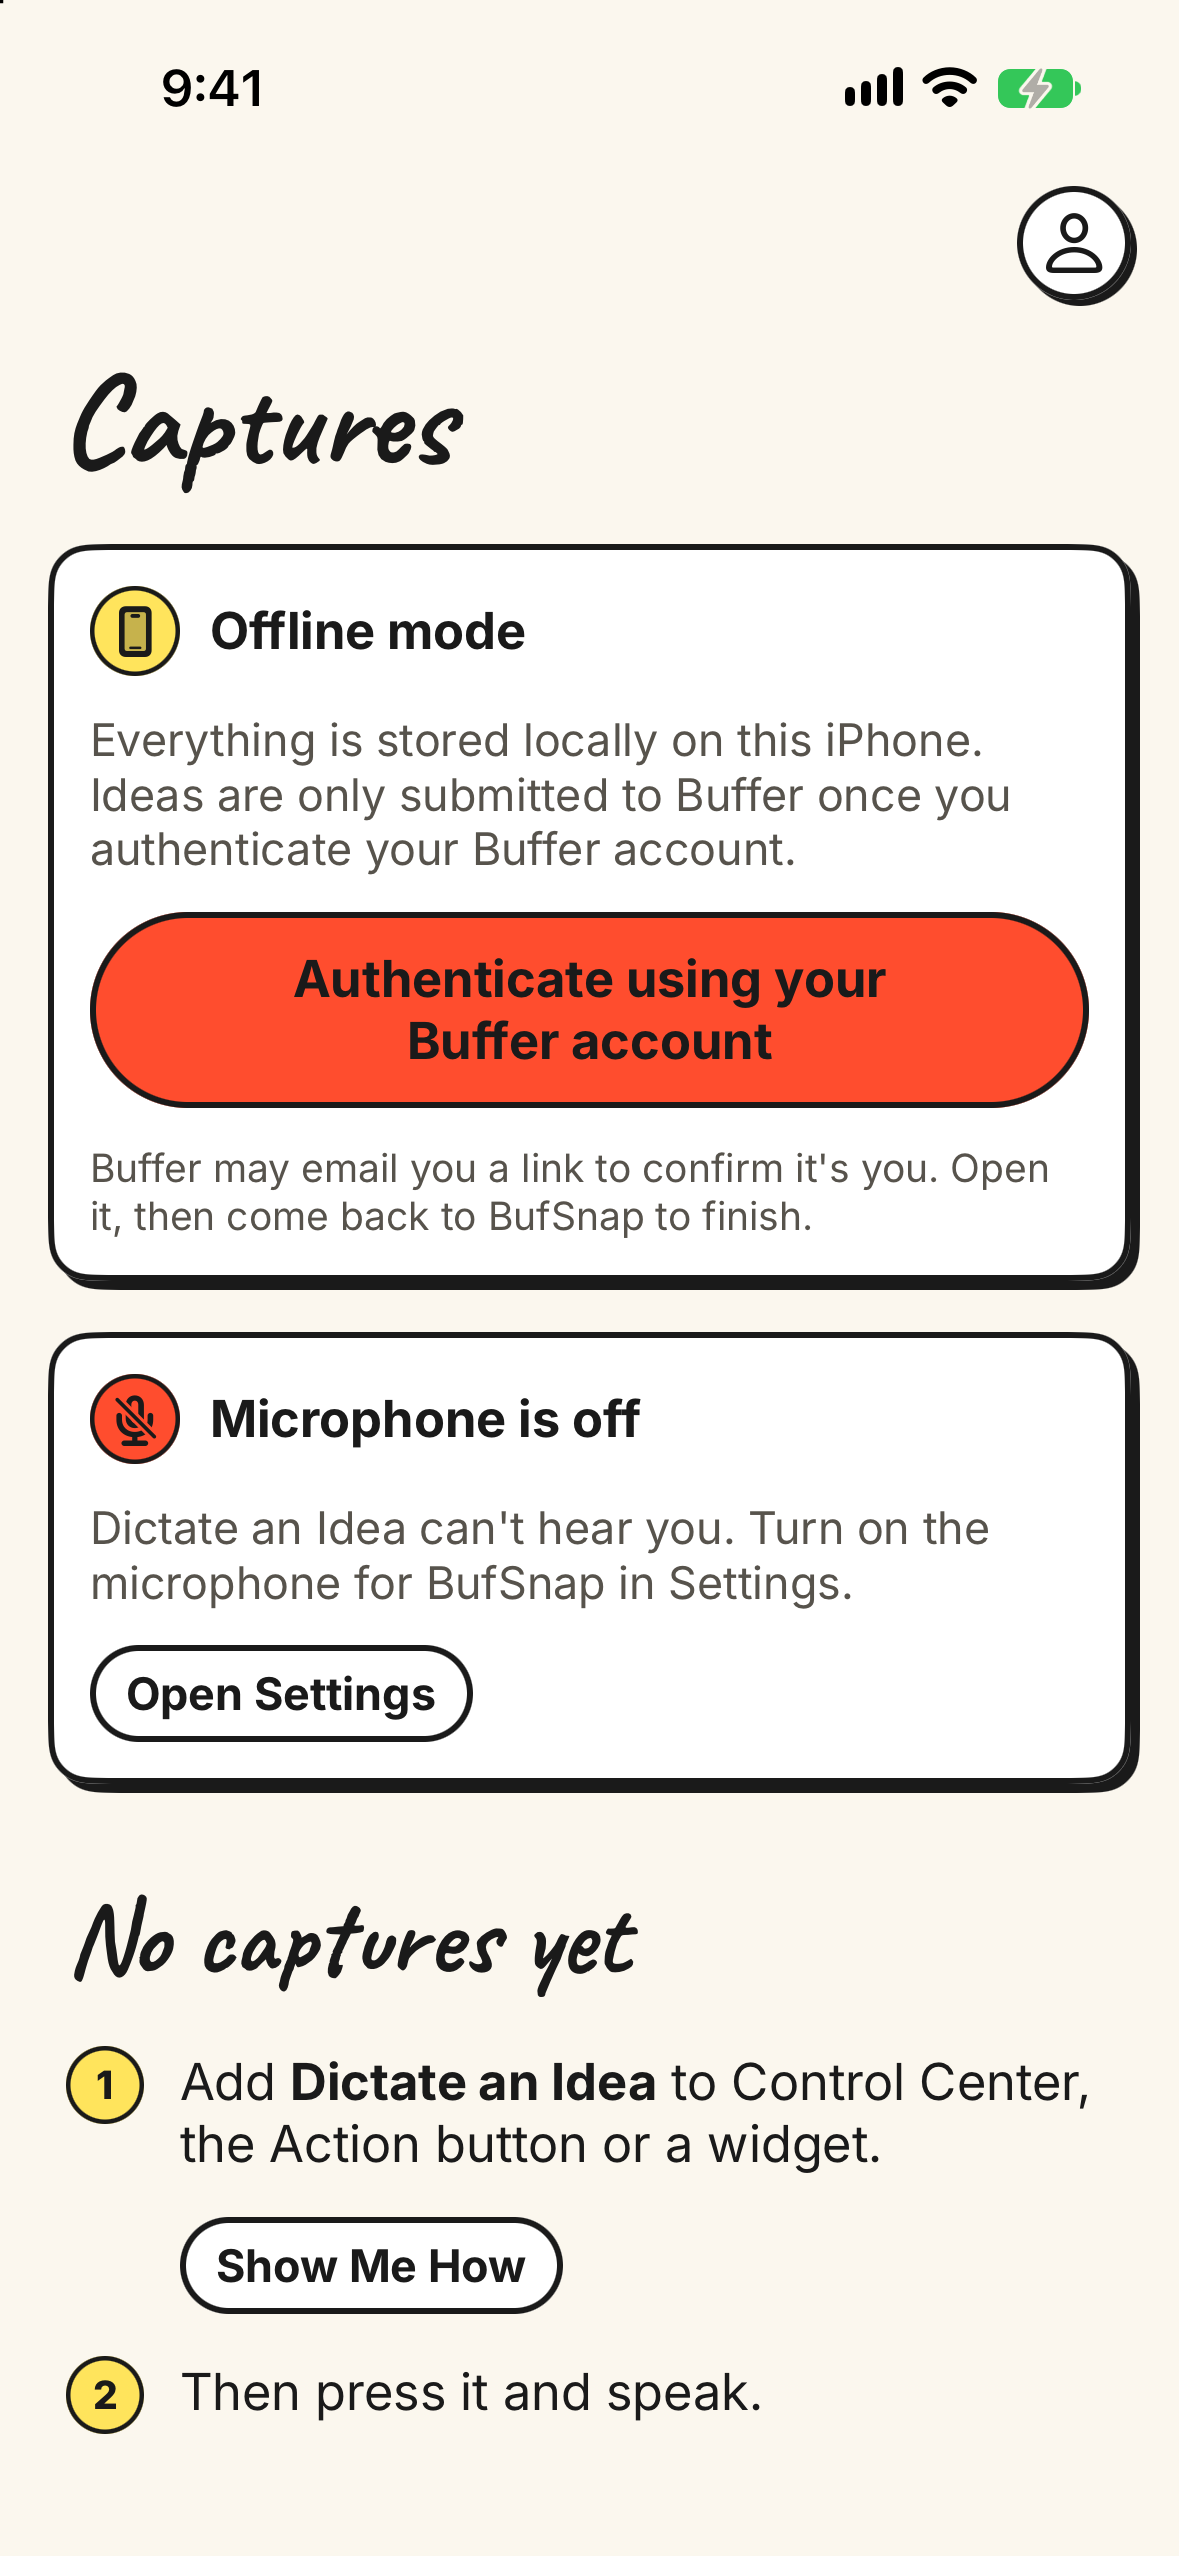 9:41
Captures
Offline mode
Everything is stored locally on this iPhone.
Ideas are only submitted to Buffer once you
authenticate your Buffer account.
Authenticate using your
Buffer account
Buffer may email you a link to confirm it's you. Open
it, then come back to BufSnap to finish.
Microphone is off
Dictate an Idea can't hear you. Turn on the
microphone for BufSnap in Settings.
Open Settings
No captures yet
1 Add Dictate an Idea to Control Center,
the Action button or a widget.
Show Me How
2 Then press it and speak.